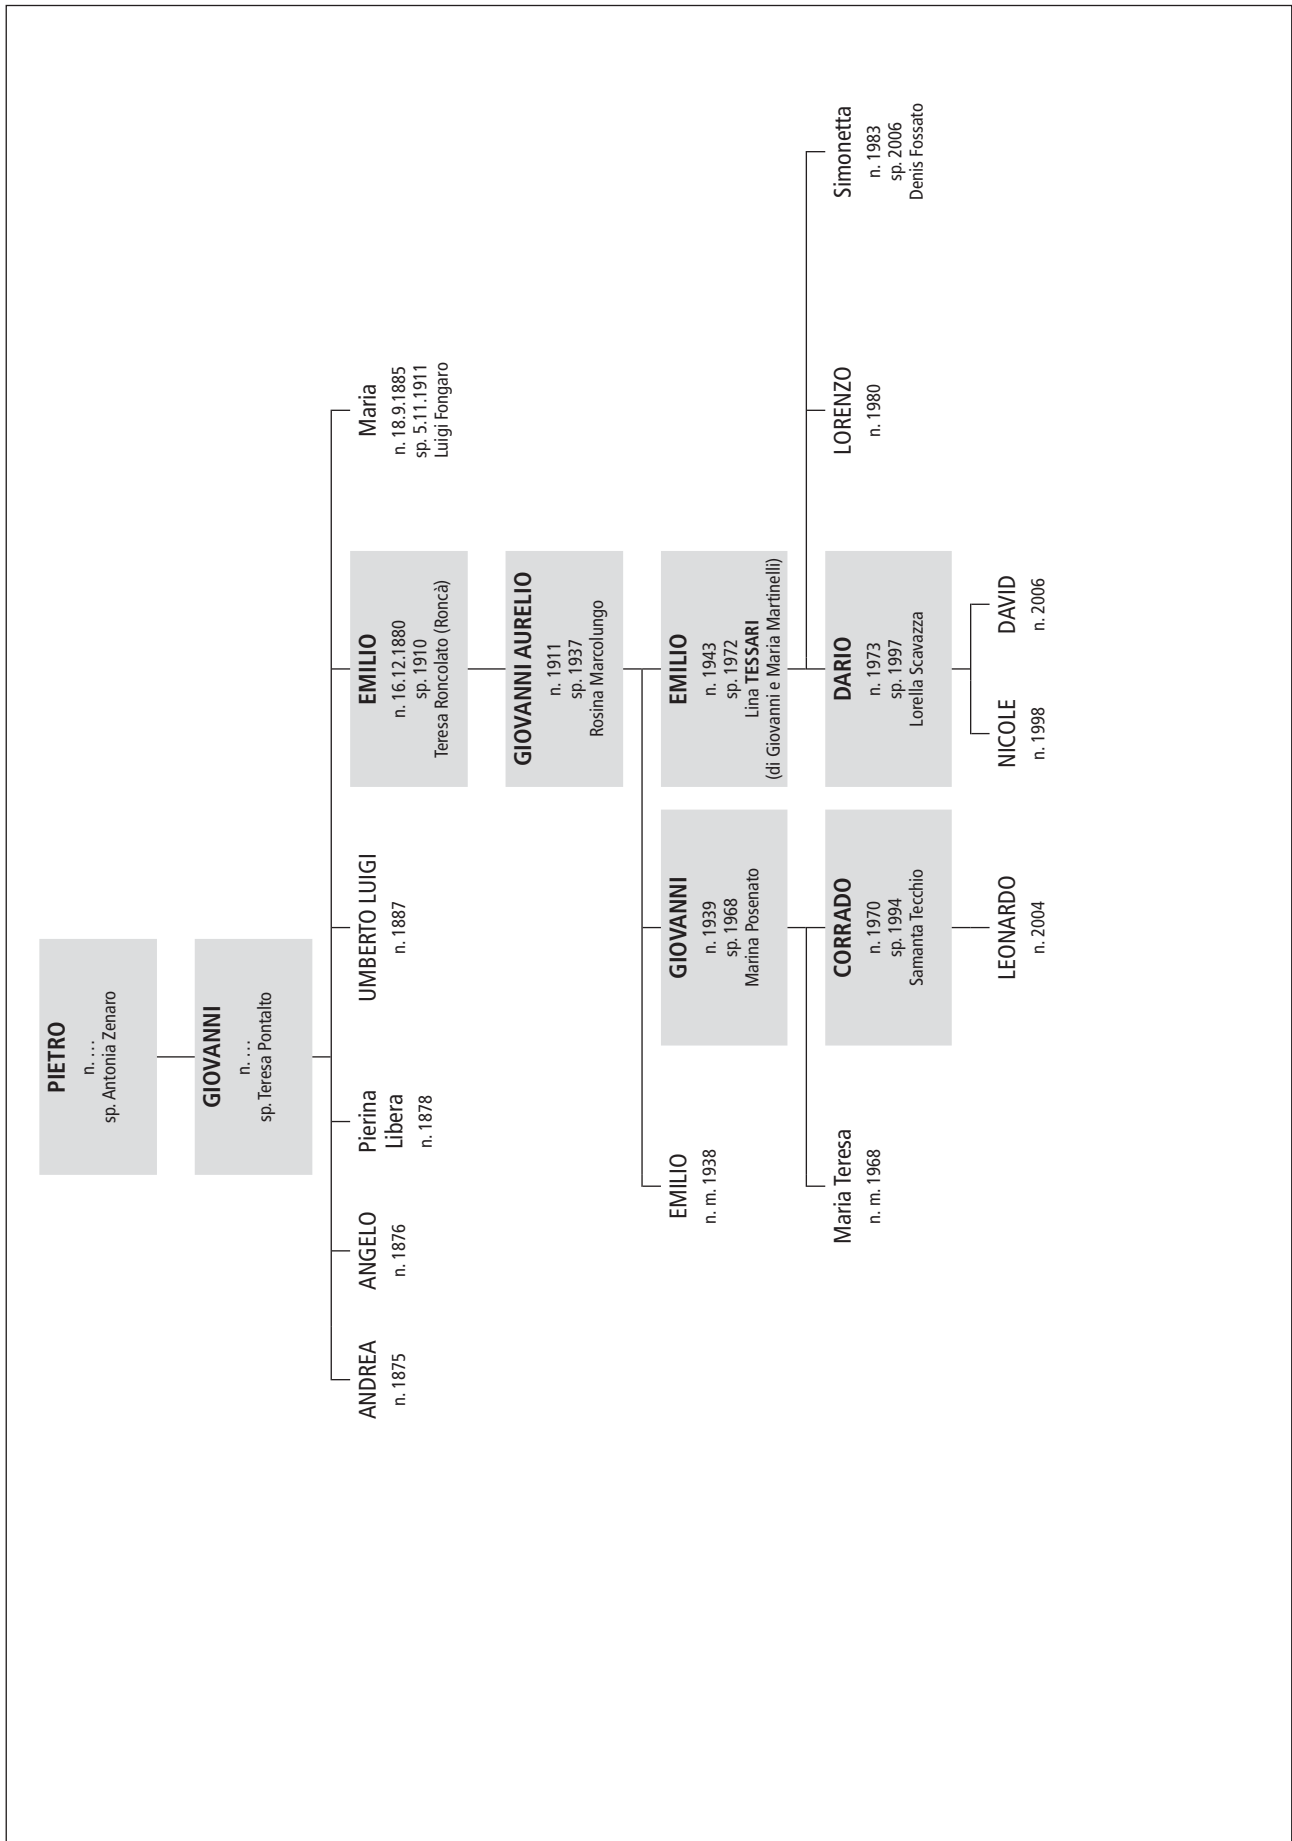 PIETRO
n. …
sp. Antonia Zenaro
GIOVANNI
n. …
sp. Teresa Pontalto
ANDREA
n. 1875
ANGELO
n. 1876
Pierina
Libera
n. 1878
UMBERTO LUIGI
n. 1887
EMILIO
n. 16.12.1880
sp. 1910
Teresa Roncolato (Roncà)
Maria
n. 18.9.1885
sp. 5.11.1911
Luigi Fongaro
GIOVANNI AURELIO
n. 1911
sp. 1937
Rosina Marcolungo
EMILIO
n. m. 1938
GIOVANNI
n. 1939
sp. 1968
Marina Posenato
EMILIO
n. 1943
sp. 1972
Lina TESSARI
(di Giovanni e Maria Martinelli)
Maria Teresa
n. m. 1968
CORRADO
n. 1970
sp. 1994
Samanta Tecchio
DARIO
n. 1973
sp. 1997
Lorella Scavazza
LORENZO
n. 1980
Simonetta
n. 1983
sp. 2006
Denis Fossato
LEONARDO
n. 2004
NICOLE
n. 1998
DAVID
n. 2006